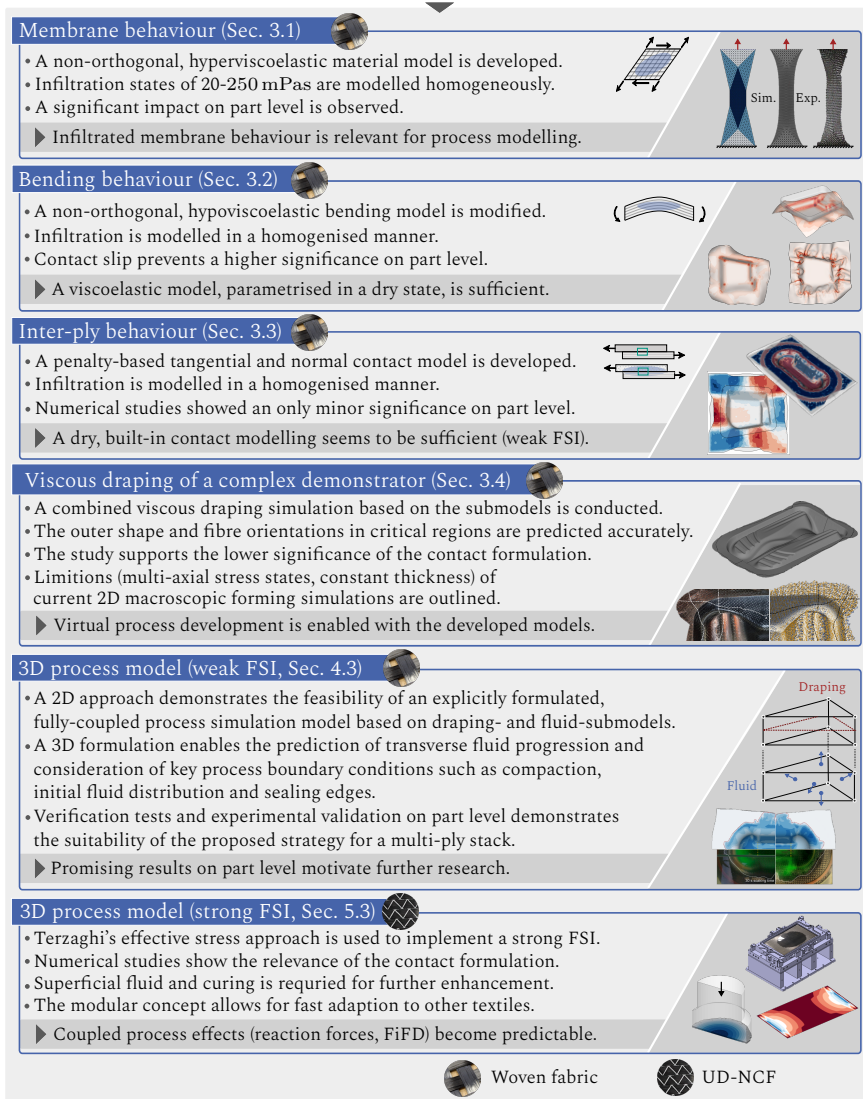 Membrane behaviour (Sec. 3.1)
• A non-orthogonal, hyperviscoelastic material model is developed.
• Infiltration states of 20-250 mPas are modelled homogeneously.
• A significant impact on part level is observed.
Infiltrated membrane behaviour is relevant for process modelling.
Sim.
Exp.
Bending behaviour (Sec. 3.2)
• A non-orthogonal, hypoviscoelastic bending model is modified.
• Infiltration is modelled in a homogenised manner.
• Contact slip prevents a higher significance on part level.
A viscoelastic model, parametrised in a dry state, is sufficient.
Inter-ply behaviour (Sec. 3.3)
• A penalty-based tangential and normal contact model is developed.
• Infiltration is modelled in a homogenised manner.
• Numerical studies showed an only minor significance on part level.
A dry, built-in contact modelling seems to be sufficient (weak FSI).
Viscous draping of a complex demonstrator (Sec. 3.4)
• A combined viscous draping simulation based on the submodels is conducted.
• The outer shape and fibre orientations in critical regions are predicted accurately.
• The study supports the lower significance of the contact formulation.
• Limitions (multi-axial stress states, constant thickness) of
current 2D macroscopic forming simulations are outlined.
Virtual process development is enabled with the developed models.
3D process model (weak FSI, Sec. 4.3)
• A 2D approach demonstrates the feasibility of an explicitly formulated,
fully-coupled process simulation model based on draping- and fluid-submodels.
• A 3D formulation enables the prediction of transverse fluid progression and
consideration of key process boundary conditions such as compaction,
initial fluid distribution and sealing edges.
• Verification tests and experimental validation on part level demonstrates
the suitability of the proposed strategy for a multi-ply stack.
Promising results on part level motivate further research.
Draping
Fluid
3D process model (strong FSI, Sec. 5.3)
• Terzaghi's effective stress approach is used to implement a strong FSI.
• Numerical studies show the relevance of the contact formulation.
• Superficial fluid and curing is requried for further enhancement.
• The modular concept allows for fast adaption to other textiles.
Coupled process effects (reaction forces, FiFD) become predictable.
Woven fabric
UD-NCF